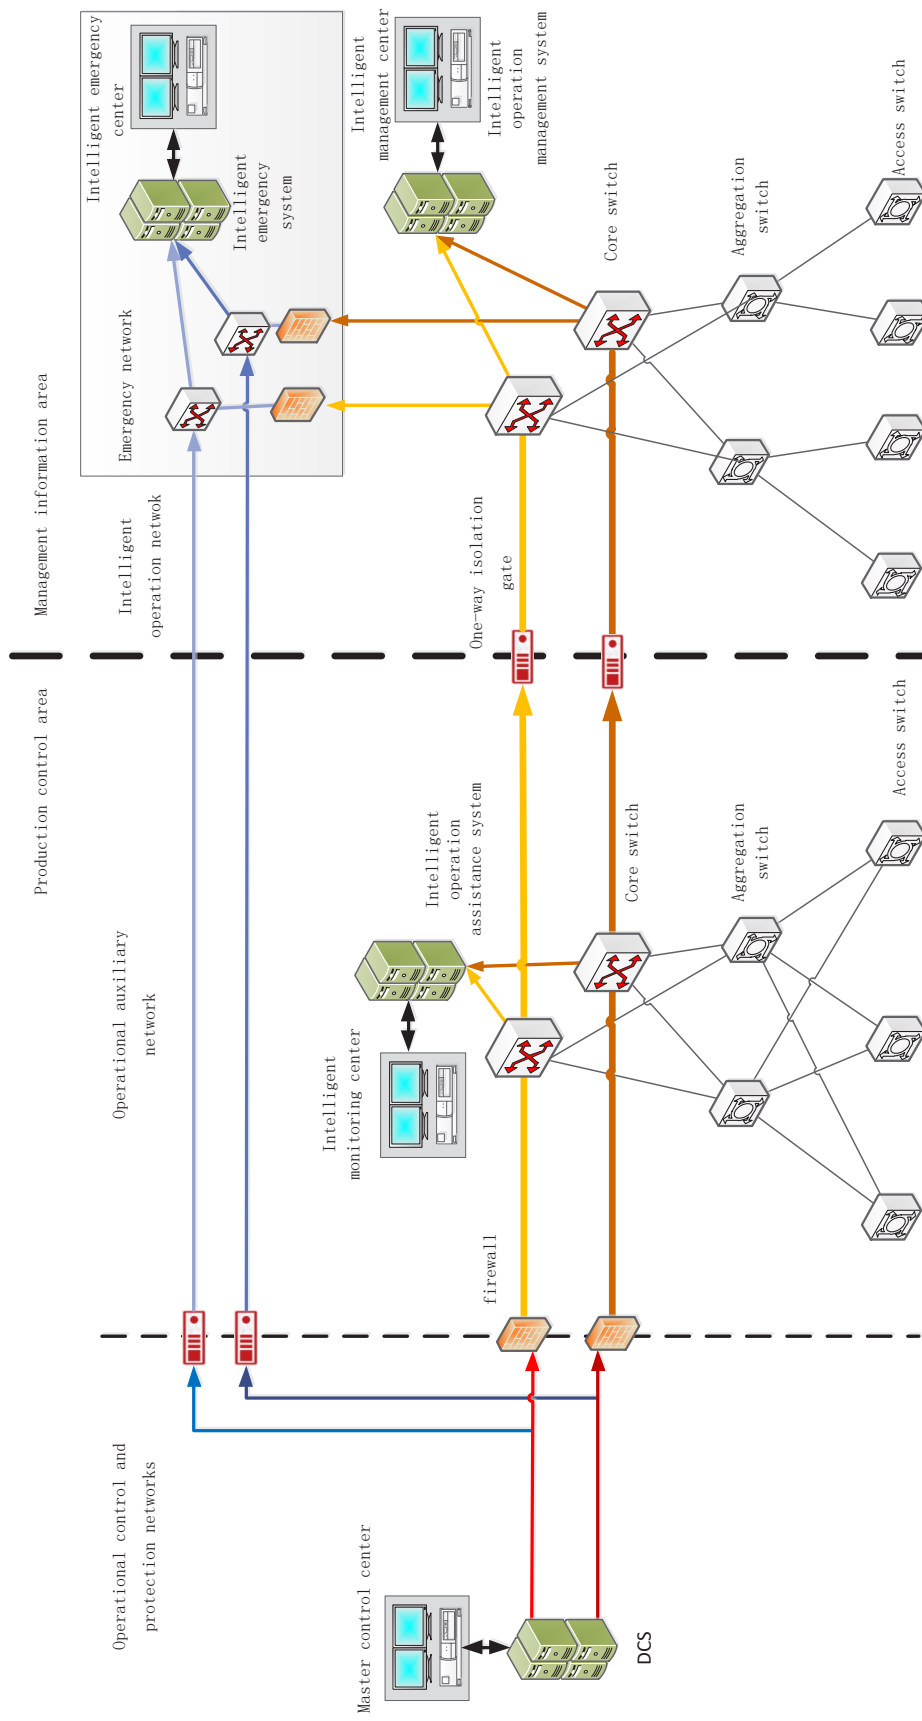 Production control area
Management information area
Operational control and
protection networks
Operational auxiliary
network
Intelligent
operation netwok
Emergency network
Intelligent emergency
center
Intelligent
emergency
system
Master control center
Intelligent
monitoring center
Intelligent
operation
assistance system
Intelligent
management center
Intelligent
operation
management system
firewall
One-way isolation
gate
DCS
Core switch
Core switch
Aggregation
switch
Aggregation
switch
Access switch
Access switch